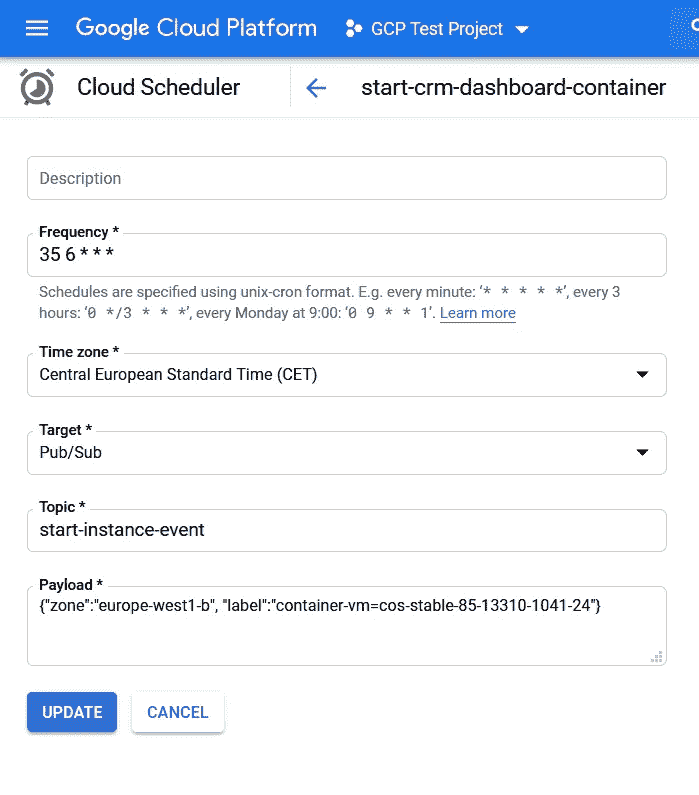 Google Cloud Platform GCP Test Project
Cloud Scheduler start-crm-dashboard-container
Description
Frequency *
35 6 * * *
Schedules are specified using unix-cron format. E.g. every minute: '* * * * *', every 3
hours: '0 */3 * * *', every Monday at 9:00: '0 9 * * 1'. Learn more
Time zone *
Central European Standard Time (CET)
Target *
Pub/Sub
Topic *
start-instance-event
Payload *
{"zone":"europe-west1-b", "label":"container-vm=cos-stable-85-13310-1041-24"}
UPDATE CANCEL